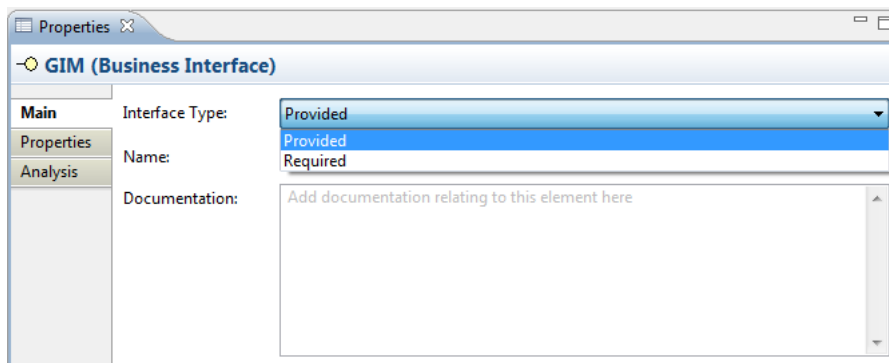 Properties
GIM (Business Interface)
Main
Interface Type:
Provided
Properties
Provided
Name:
Required
Analysis
Documentation:
Add documentation relating to this element here